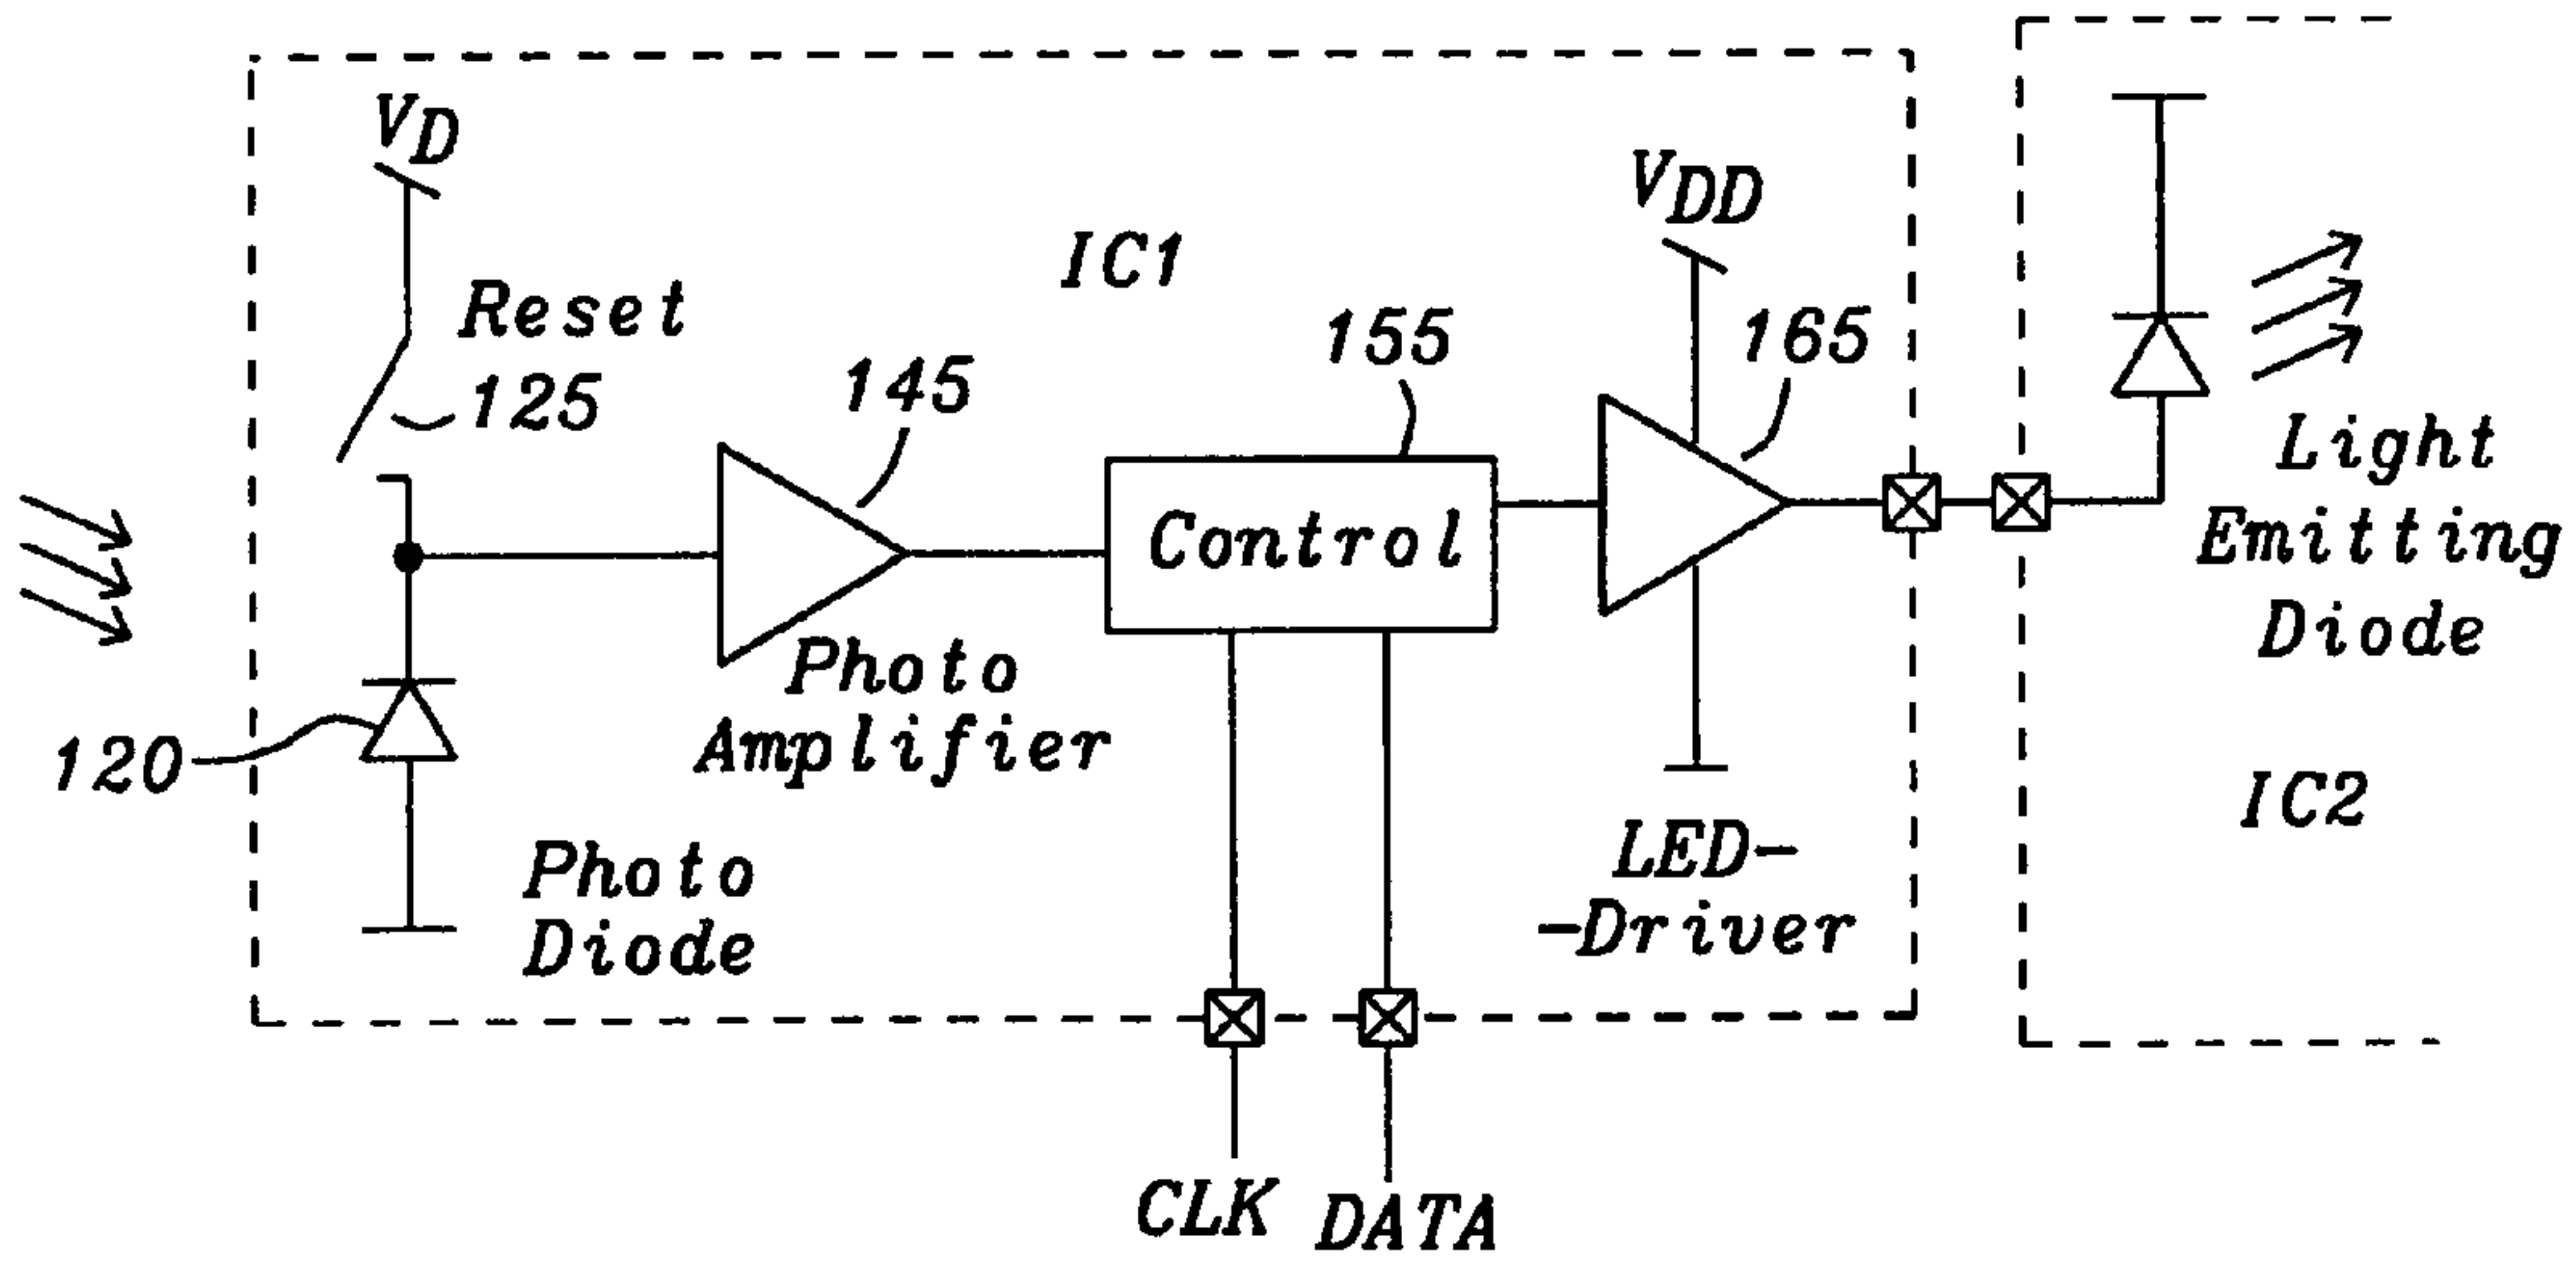 VD
Reset
125
IC1
VDD
145
155
165
Control
Photo
Amplifier
120
Photo
Diode
LED-
-Driver
Light
Emitting
Diode
IC2
CLK
DATA